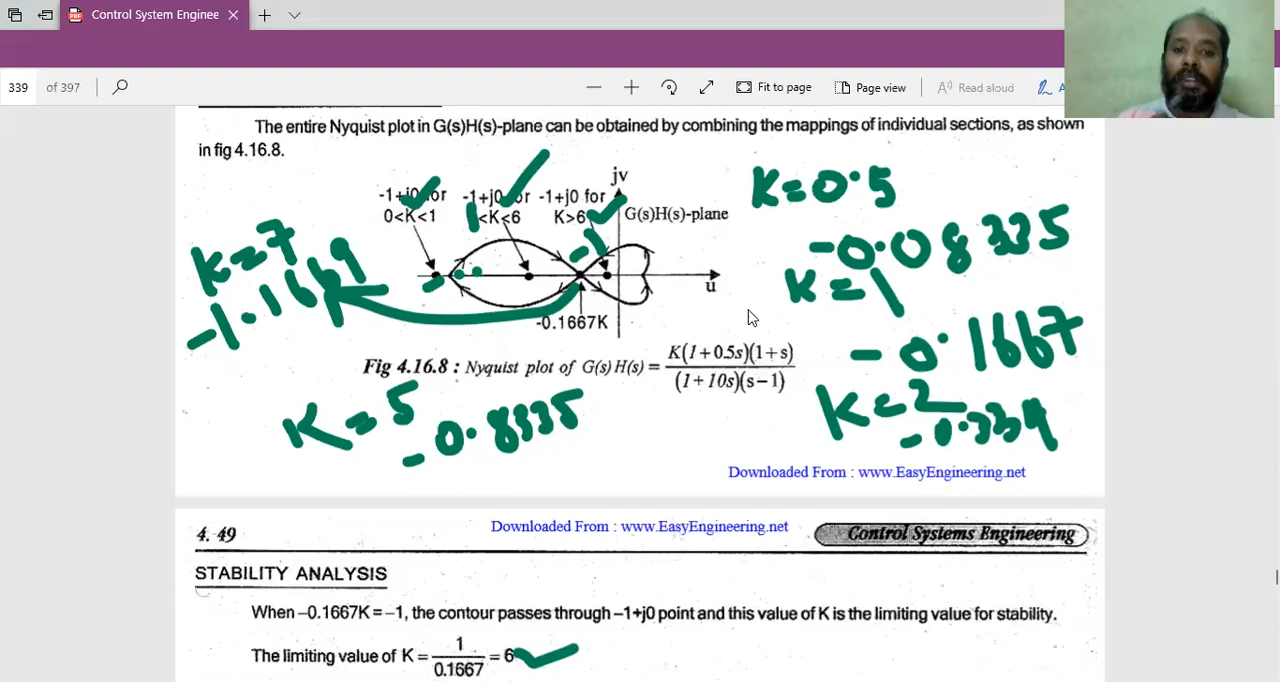 Control System Enginee
339 of 397
Fit to page
Page view
Read aloud
The entire Nyquist plot in G(s)H(s)-plane can be obtained by combining the mappings of individual sections, as shown
in fig 4.16.8.
jv
-1+j0 for
0<K<1
-1+j0 for
1<K<6
-1+j0 for
K>6
G(s)H(s)-plane
u
-0.1667K
-1
K=7
-1.1669
K=0.5
-0.08335
K=1
-0.1667
K=2
-0.334
K=5
-0.8335
Fig 4.16.8 : Nyquist plot of G(s)H(s) = K(1+0.5s)(1+s) / (1+10s)(s-1)
Downloaded From : www.EasyEngineering.net
4. 49
Downloaded From : www.EasyEngineering.net
Control Systems Engineering
STABILITY ANALYSIS
When -0.1667K = -1, the contour passes through -1+j0 point and this value of K is the limiting value for stability.
The limiting value of K = 1 / 0.1667 = 6